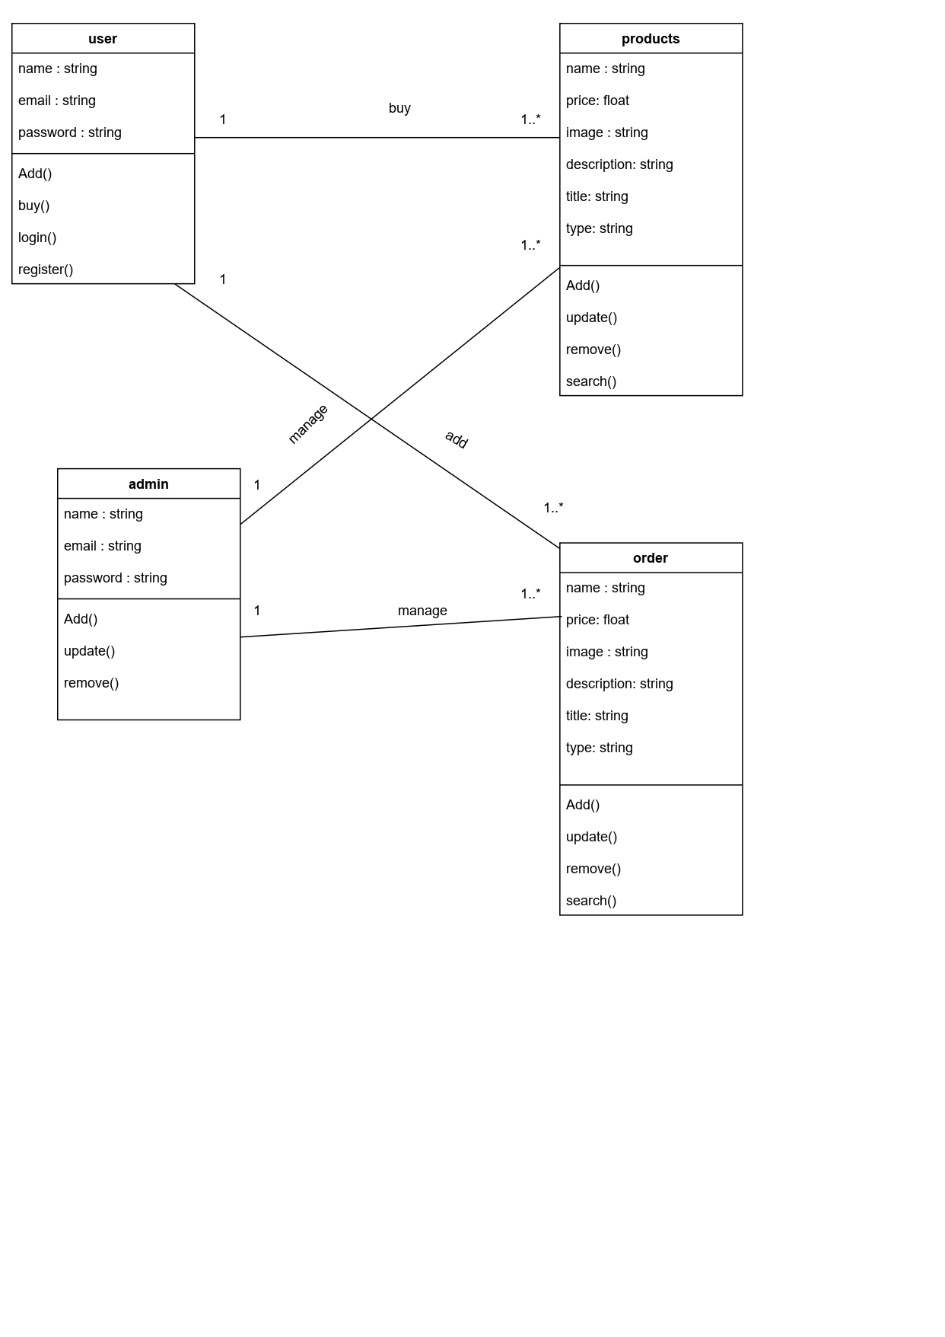 user
name : string
email : string
password : string
Add()
buy()
login()
register()
1
buy
1..*
products
name : string
price: float
image : string
description: string
title: string
type: string
Add()
update()
remove()
search()
1..*
1
manage
add
1
1..*
admin
name : string
email : string
password : string
Add()
update()
remove()
1
manage
1..*
order
name : string
price: float
image : string
description: string
title: string
type: string
Add()
update()
remove()
search()